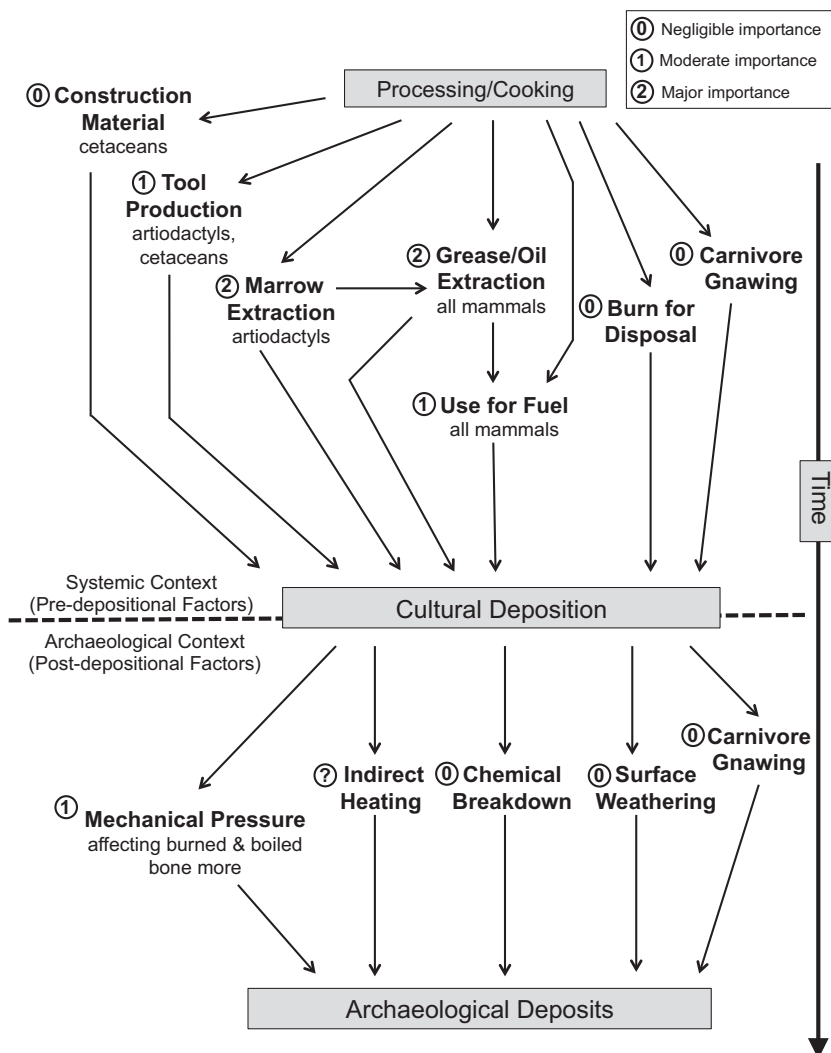 ⓪ Negligible importance
① Moderate importance
② Major importance
Processing/Cooking
⓪ Construction
Material
cetaceans
① Tool
Production
artiodactyls,
cetaceans
② Marrow
Extraction
artiodactyls
② Grease/Oil
Extraction
all mammals
① Use for Fuel
all mammals
⓪ Burn for
Disposal
⓪ Carnivore
Gnawing
Time
Systemic Context
(Pre-depositional Factors)
Cultural Deposition
Archaeological Context
(Post-depositional Factors)
① Mechanical Pressure
affecting burned & boiled
bone more
? Indirect
Heating
⓪ Chemical
Breakdown
⓪ Surface
Weathering
⓪ Carnivore
Gnawing
Archaeological Deposits